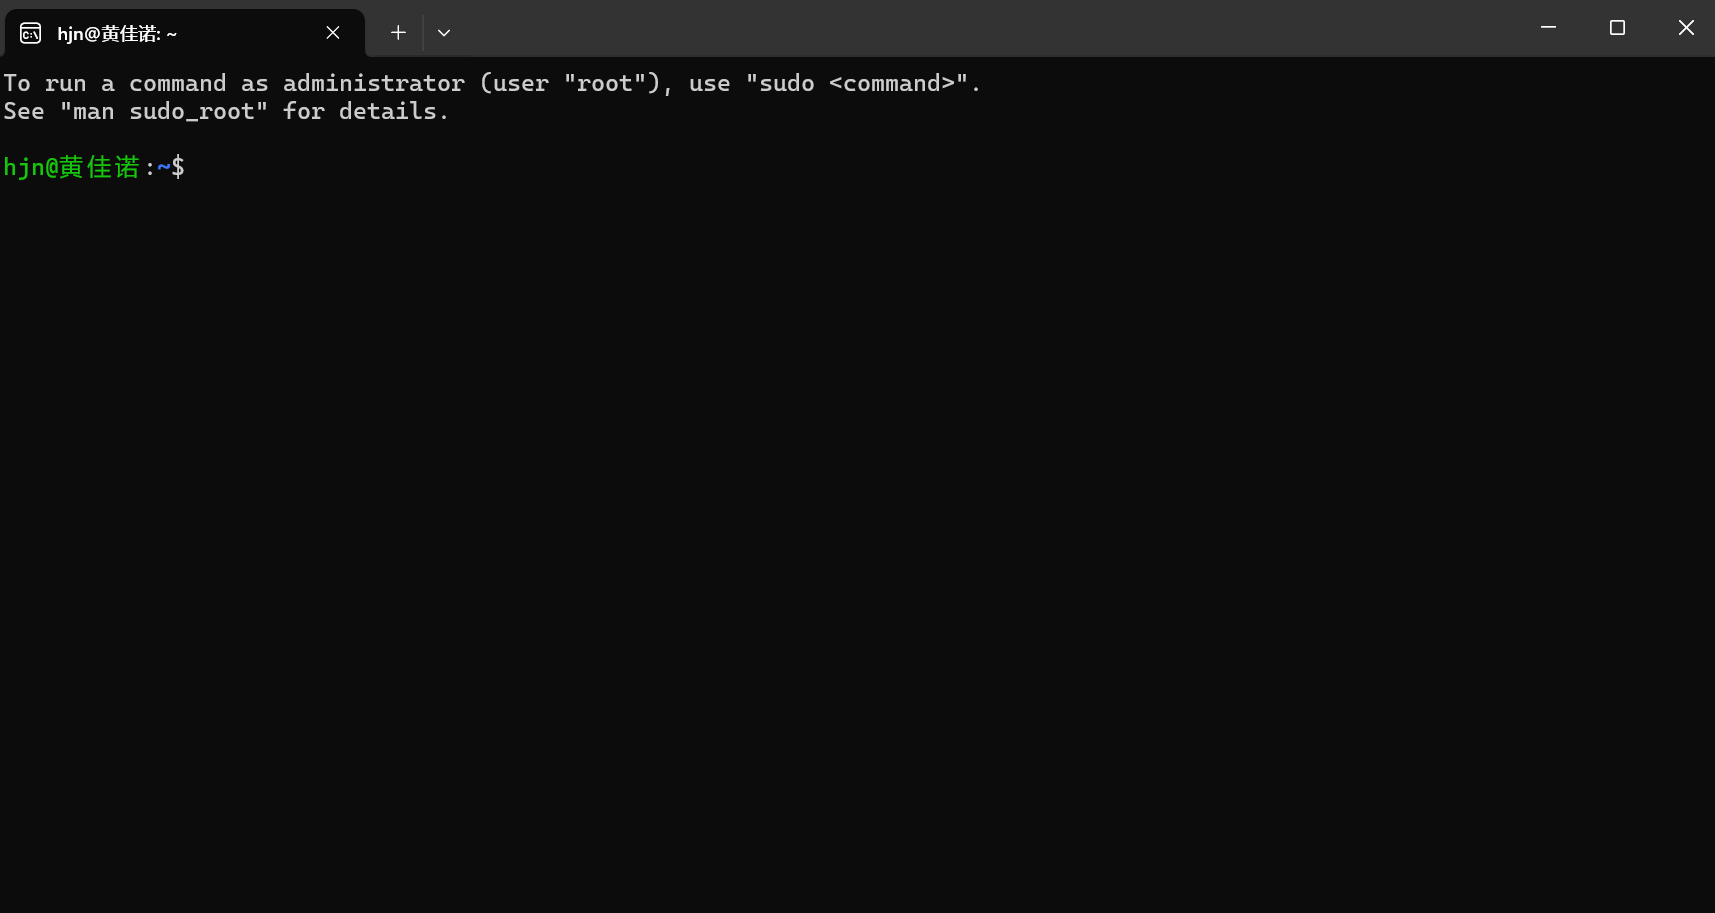 hjn@黄佳诺: ~
To run a command as administrator (user "root"), use "sudo <command>".
See "man sudo_root" for details.
hjn@黄佳诺:~$